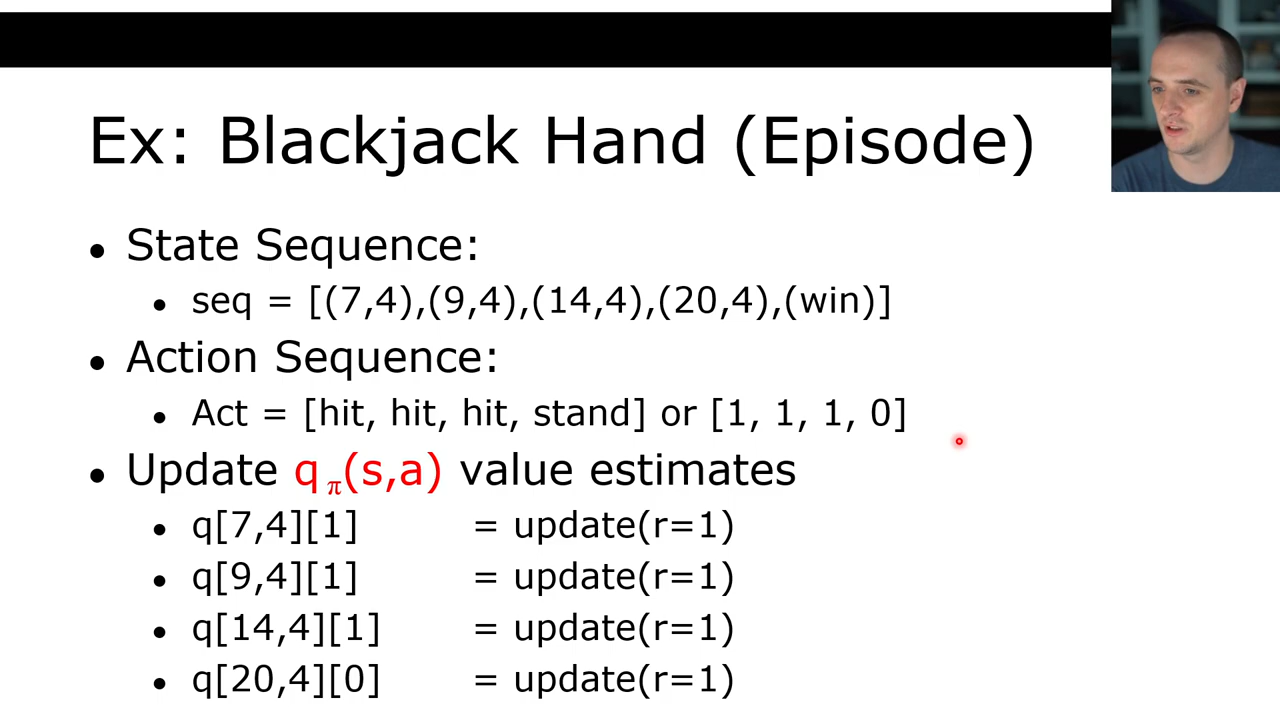 Ex: Blackjack Hand (Episode)
• State Sequence:
• seq = [(7,4),(9,4),(14,4),(20,4),(win)]
• Action Sequence:
• Act = [hit, hit, hit, stand] or [1, 1, 1, 0]
• Update q π(s,a) value estimates
• q[7,4][1] = update(r=1)
• q[9,4][1] = update(r=1)
• q[14,4][1] = update(r=1)
• q[20,4][0] = update(r=1)